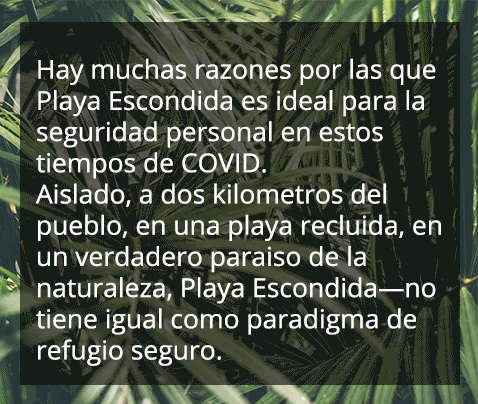 Hay muchas razones por las que
Playa Escondida es ideal para la
seguridad personal en estos
tiempos de COVID.
Aislado, a dos kilometros del
pueblo, en una playa recluida, en
un verdadero paraiso de la
naturaleza, Playa Escondida—no
tiene igual como paradigma de
refugio seguro.